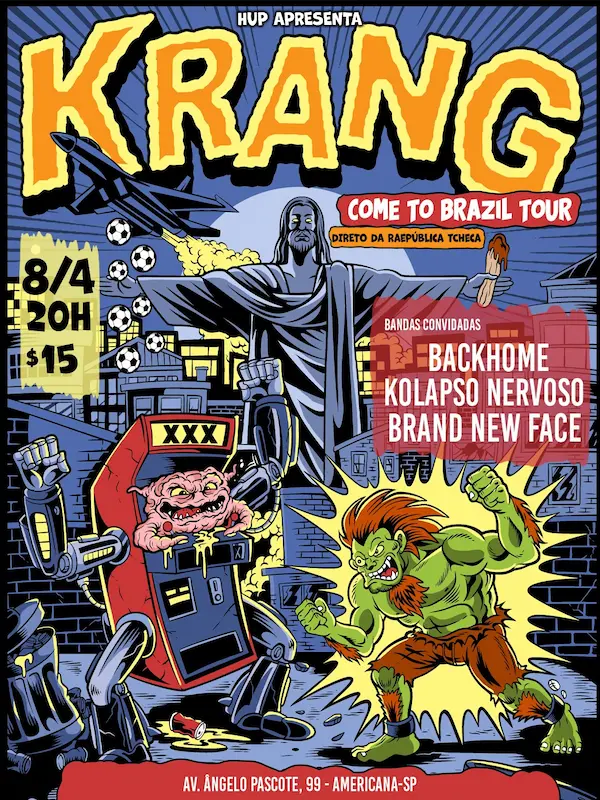 HUP APRESENTA
KRANG
COME TO BRAZIL TOUR
DIRETO DA RAEPÚBLICA TCHECA
8/4
20H
$15
BANDAS CONVIDADAS
BACKHOME
KOLAPSO NERVOSO
BRAND NEW FACE
XXX
AV. ÂNGELO PASCOTE, 99 - AMERICANA-SP